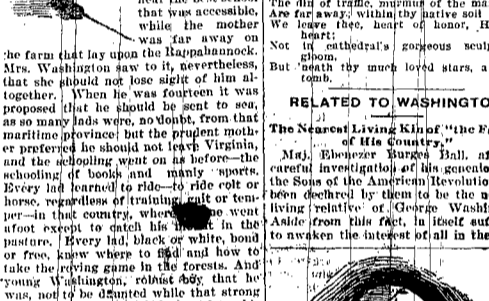 that was accessible,
while the mother
was far away on
the farm that lay upon the Rappahannock.
Mrs. Washington saw to it, nevertheless,
that she should not lose sight of him al-
together. When he was fourteen it was
proposed that he should be sent to sea,
as so many lads were, no doubt, from that
maritime province; but the prudent moth-
er preferred he should not leave Virginia,
and the schooling went on as before—the
schooling of books and manly sports.
Every lad learned to ride—to ride colt or
horse, regardless of training, gait or tem-
per—in that country, where went
afoot except to catch his in the
pasture. Every lad, black or white, bond
or free, knew where to find and how to
take the roving game in the forests. And
young Washington, robust boy that he
was, not to be daunted while that strong
The din of traffic, murmur of the
Are far away; within thy native soil
We leave thee, heart of honor,
heart:
Not in cathedral's gorgeous
gloom,
But 'neath thy much loved stars, a
tomb.
RELATED TO WASHINGTO
The Nearest Living Kin of "the F
of His Country."
Maj. Ebenezer Burges Ball, af
careful investigation of his genealo
the Sons of the American Revolutio
been declared by them to be the n
living relative of George Washi
Aside from this fact, in itself suf
to awaken the interest of all in the